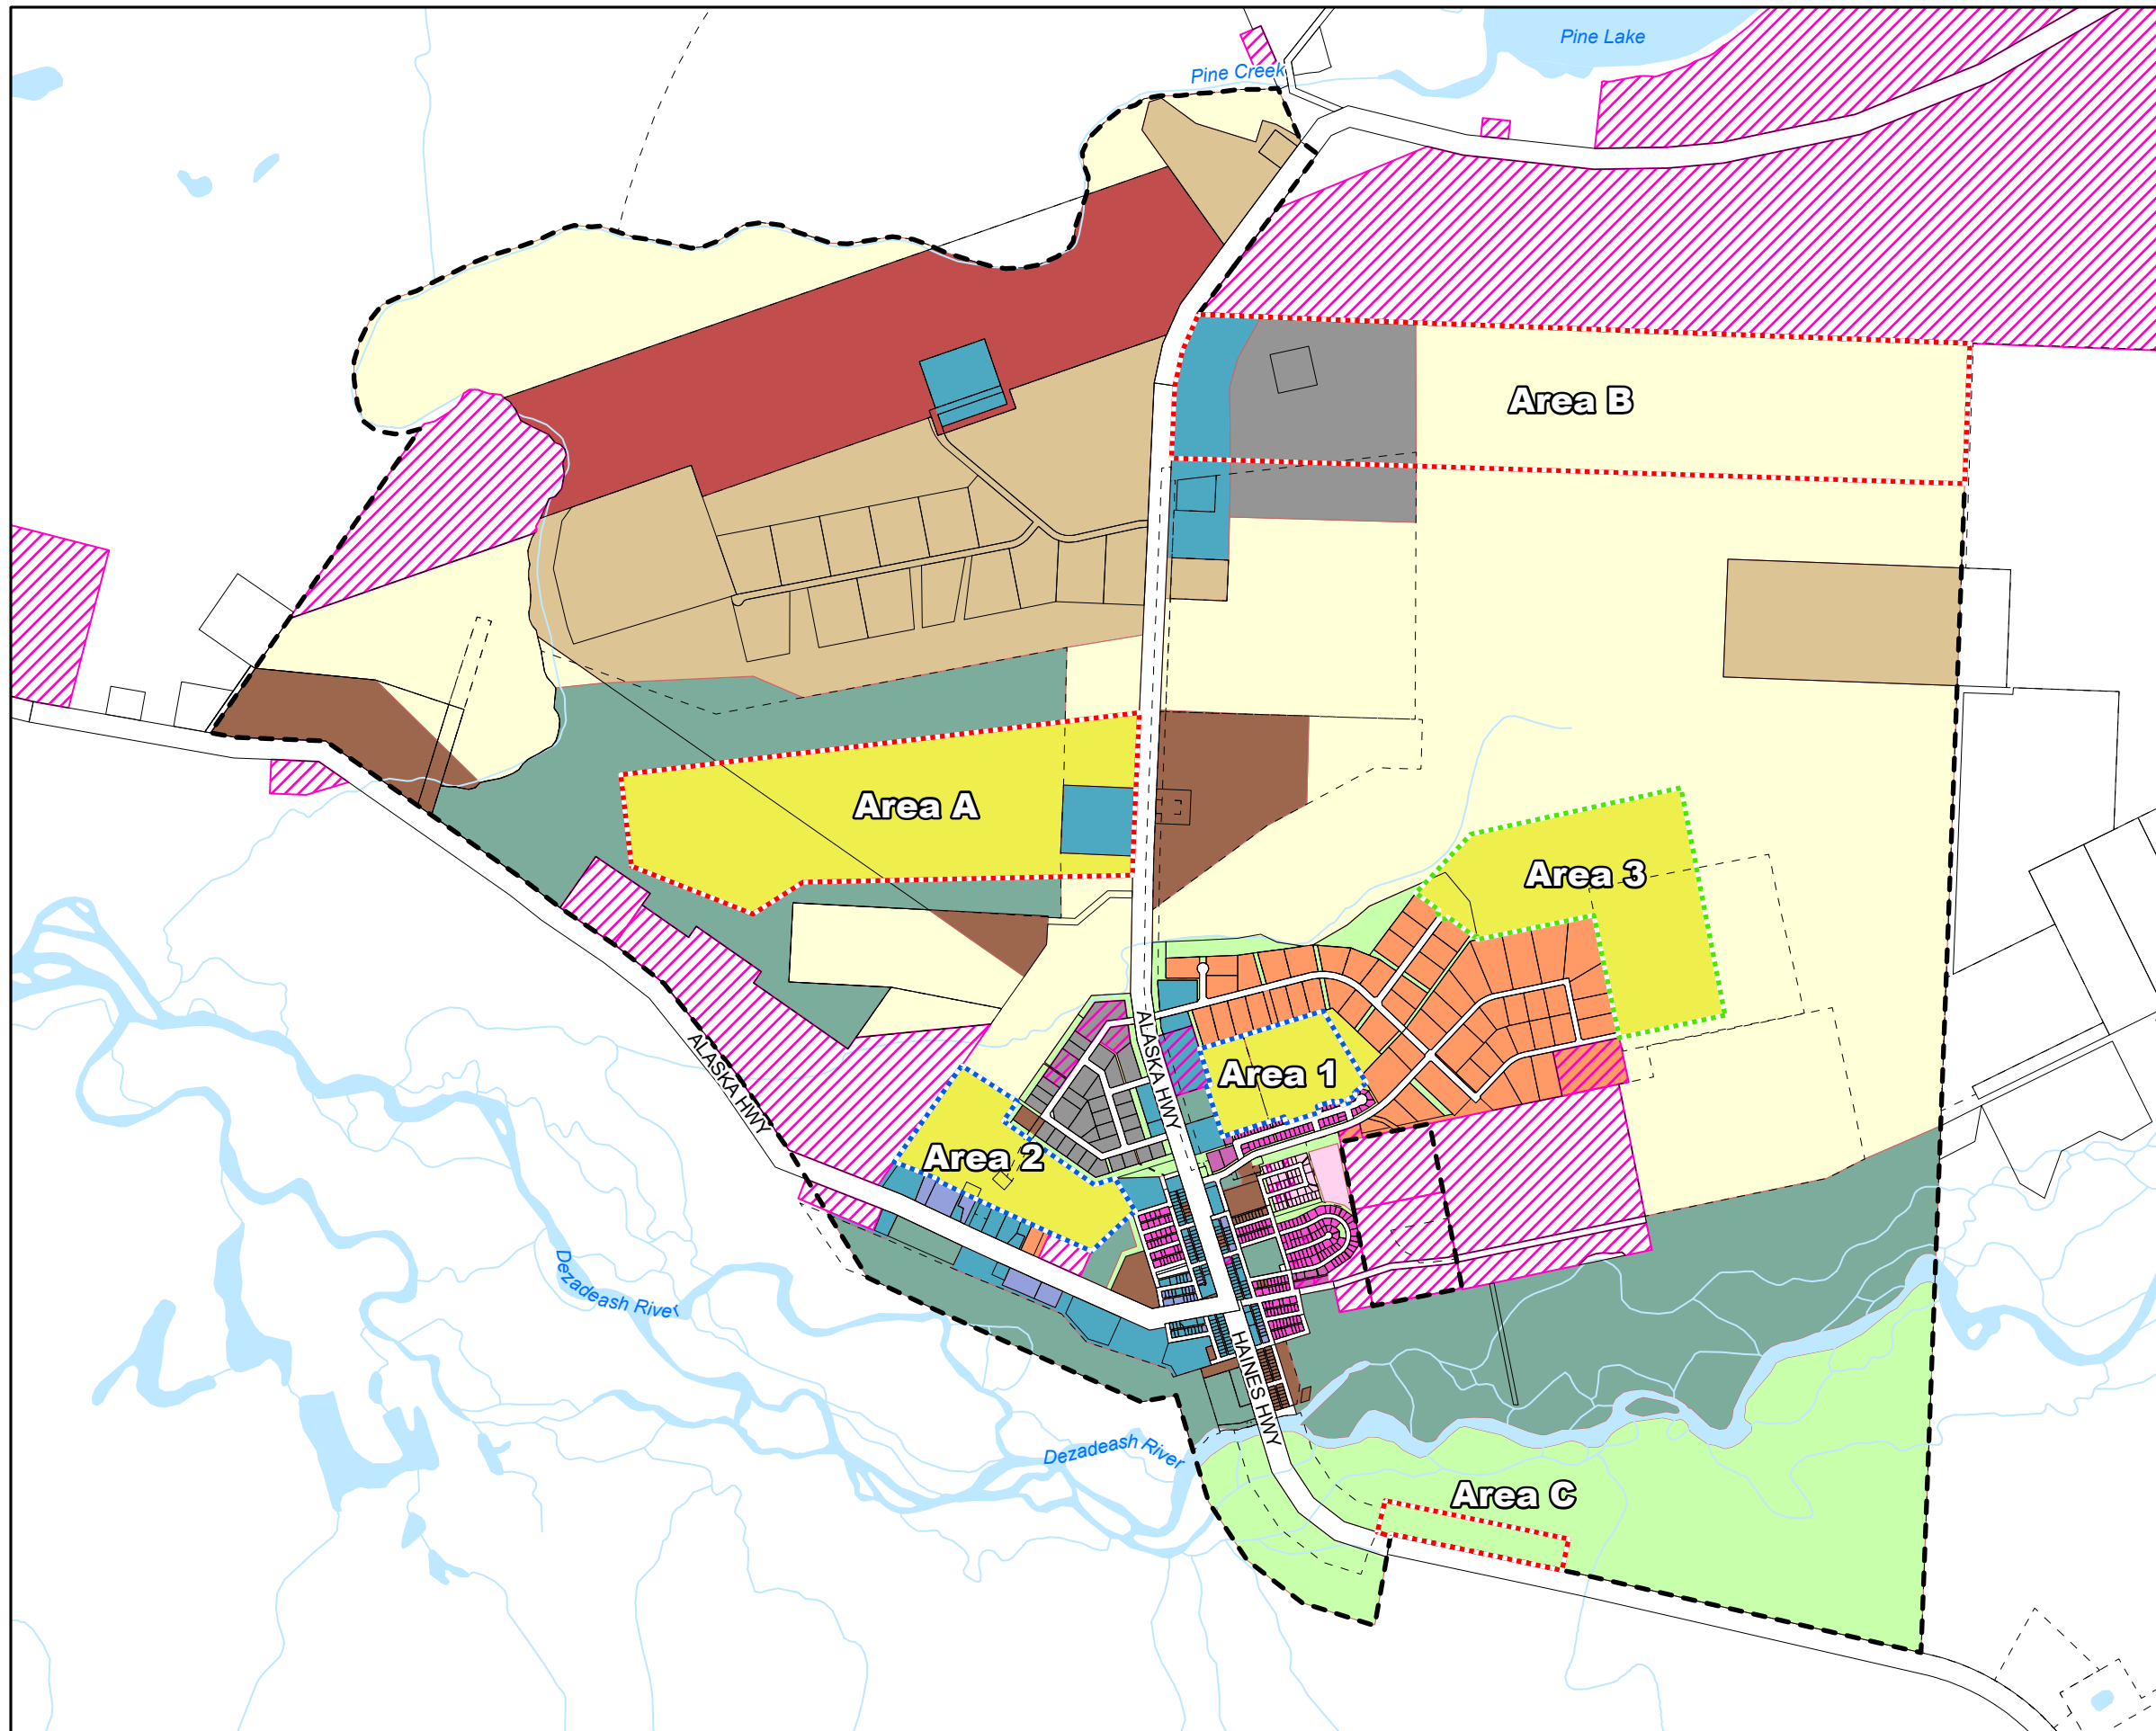 Pine Lake
Pine Creek
Area B
Area A
Area 3
ALASKA HWY
ALASKA HWY
Area 1
Area 2
Dezadeash River
HAINES HWY
Dezadeash River
Area C